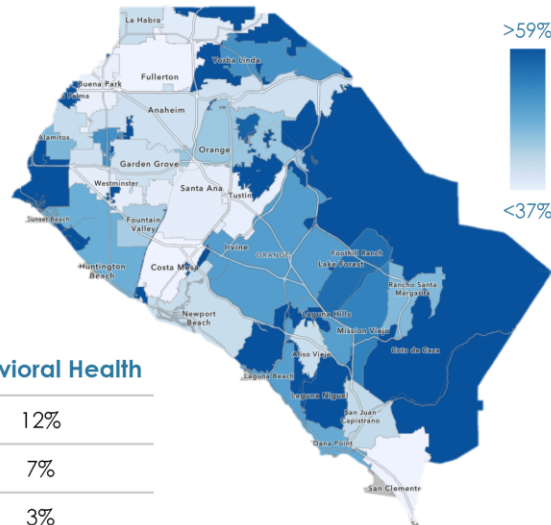 La Habra
>59%
Yorba Linda
Fullerton
Buena Park
Palma
Anaheim
Alamitos
Orange
Garden Grove
Westminster
Santa Ana
Tustin
<37%
Sunset Beach
Fountain
Valley
Irvine
ORANGE
Foothill Ranch
Lake Forest
Huntington
Beach
Costa Mesa
Rancho Santa
Margarita
Newport
Beach
Laguna Hills
Mission Viejo
Aliso Viejo
Coto de Caza
vioral Health
Laguna Beach
Laguna Niguel
12%
San Juan
Capistrano
Dana Point
7%
San Clemente
3%